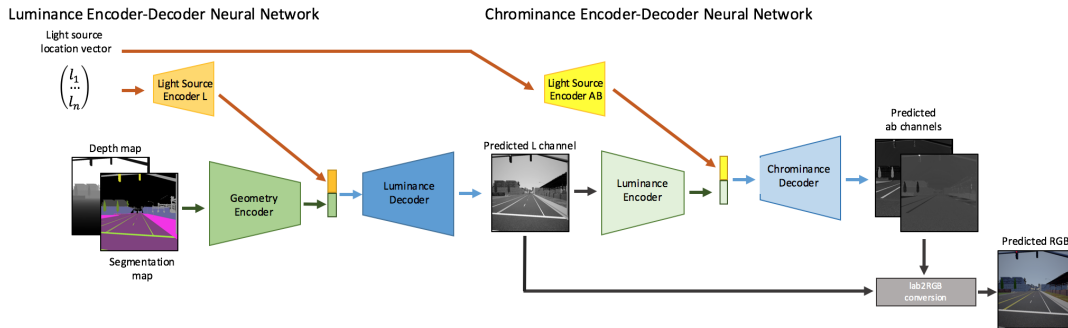 Luminance Encoder-Decoder Neural Network
Chrominance Encoder-Decoder Neural Network
Light source
location vector
l1
...
ln
Light Source
Encoder L
Light Source
Encoder AB
Depth map
Segmentation
map
Geometry
Encoder
Luminance
Decoder
Predicted L channel
Luminance
Encoder
Chrominance
Decoder
Predicted
ab channels
lab2RGB
conversion
Predicted RGB